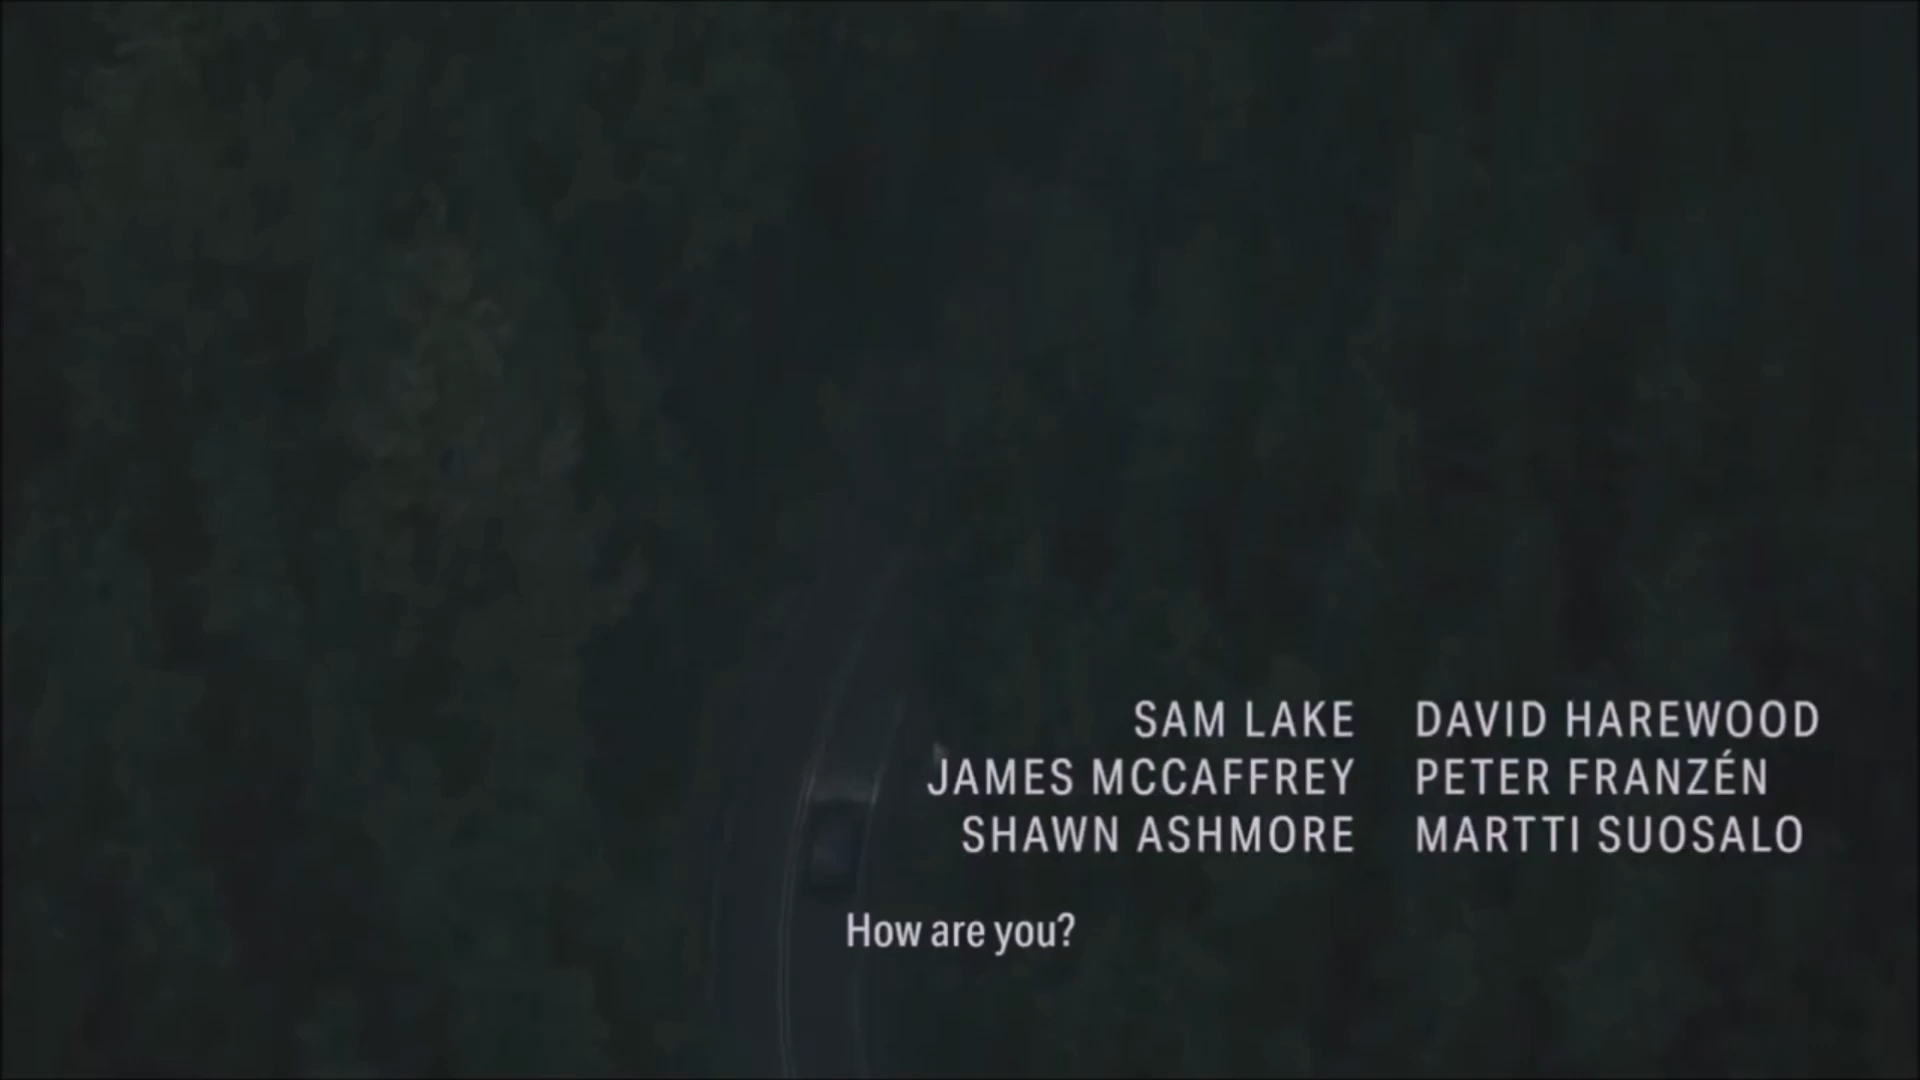 SAM LAKE DAVID HAREWOOD
JAMES MCCAFFREY PETER FRANZÉN
SHAWN ASHMORE MARTTI SUOSALO
How are you?